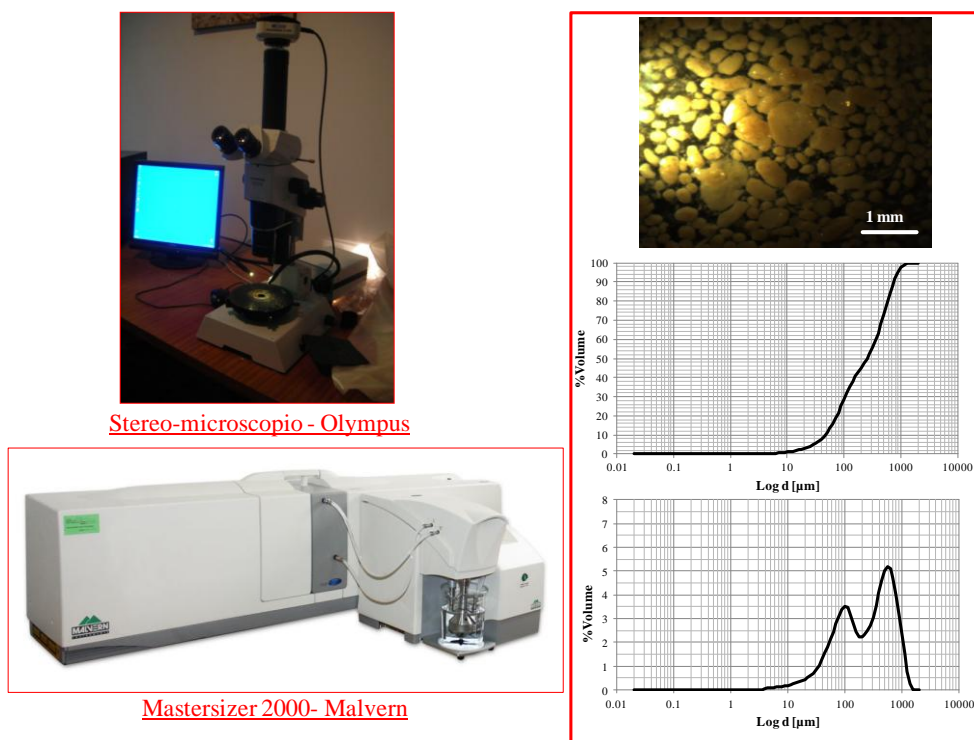 Stereo-microscopio - Olympus
MALVERN
Mastersizer 2000- Malvern
1 mm
100
90
80
70
60
50
40
30
20
10
0
%Volume
0.01 0.1 1 10 100 1000 10000
Log d [µm]
8
7
6
5
4
3
2
1
0
%Volume
0.01 0.1 1 10 100 1000 10000
Log d [µm]